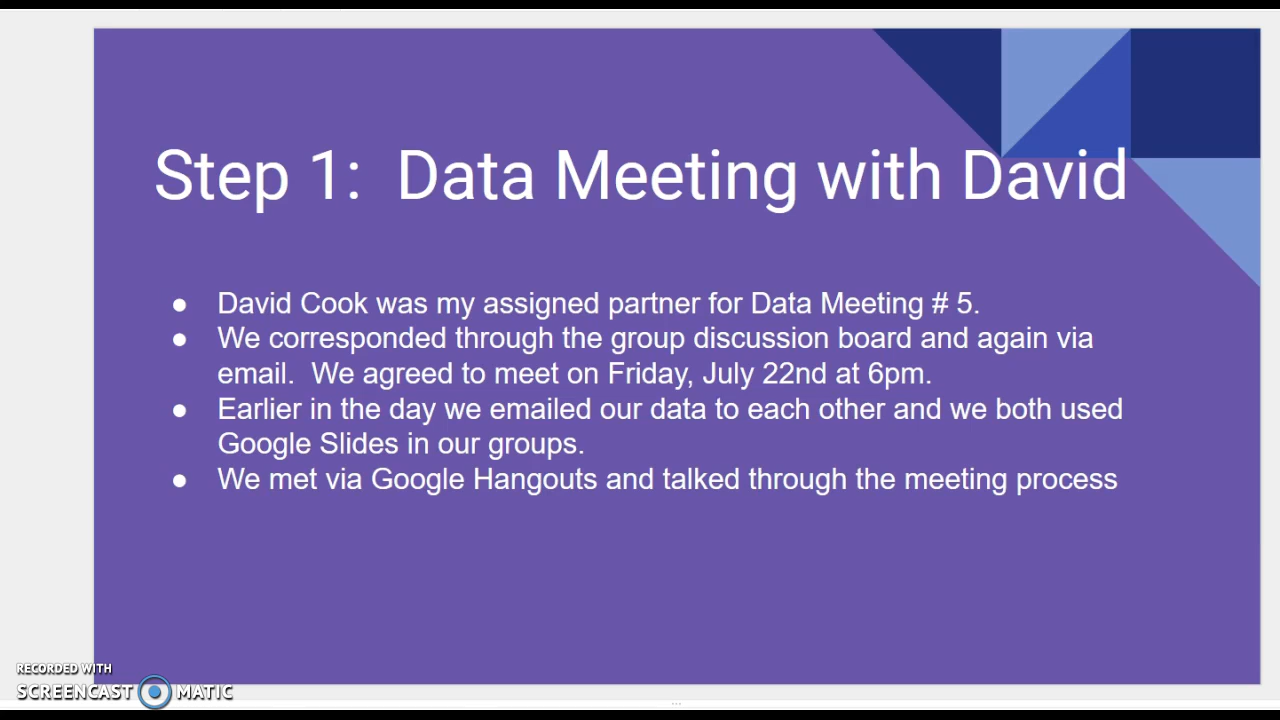 Step 1:  Data Meeting with David
● David Cook was my assigned partner for Data Meeting # 5.
● We corresponded through the group discussion board and again via
email.  We agreed to meet on Friday, July 22nd at 6pm.
● Earlier in the day we emailed our data to each other and we both used
Google Slides in our groups.
● We met via Google Hangouts and talked through the meeting process
RECORDED WITH
SCREENCAST MATIC